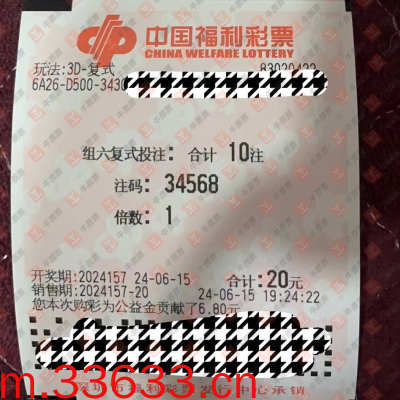 中国福利彩票
CHINA WELFARE LOTTERY
玩法:3D-复式
6A26-D500-3430
组六复式投注: 合计 10注
注码: 34568
倍数: 1
开奖期:2024157 24-06-15 合计:20元
销售期:2024157-20 24-06-15 19:24:22
您本次购彩为公益金贡献了6.80元
m.33633.cn